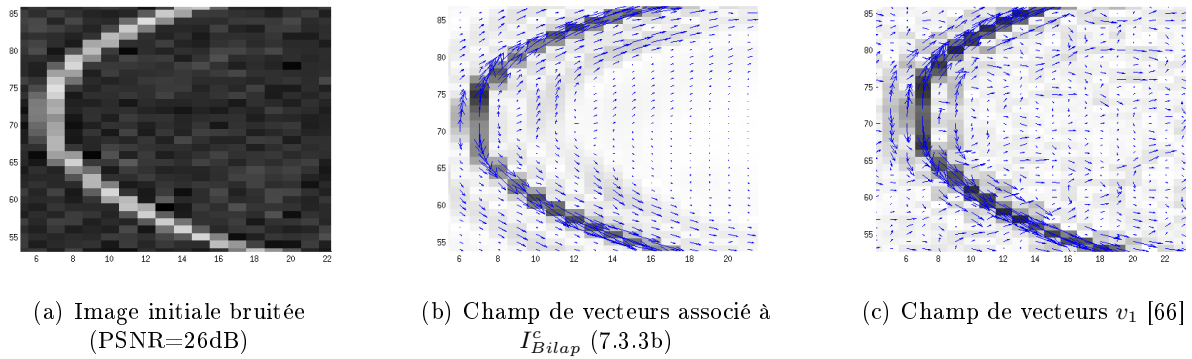 85
80
75
70
65
60
55
6 8 10 12 14 16 18 20 22
85
80
75
70
65
60
55
6 8 10 12 14 16 18 20
85
80
75
70
65
60
55
6 8 10 12 14 16 18 20 22
(a) Image initiale bruitée
(PSNR=26dB)
(b) Champ de vecteurs associé à
I^c_{Bilap} (7.3.3b)
(c) Champ de vecteurs v_1 [66]